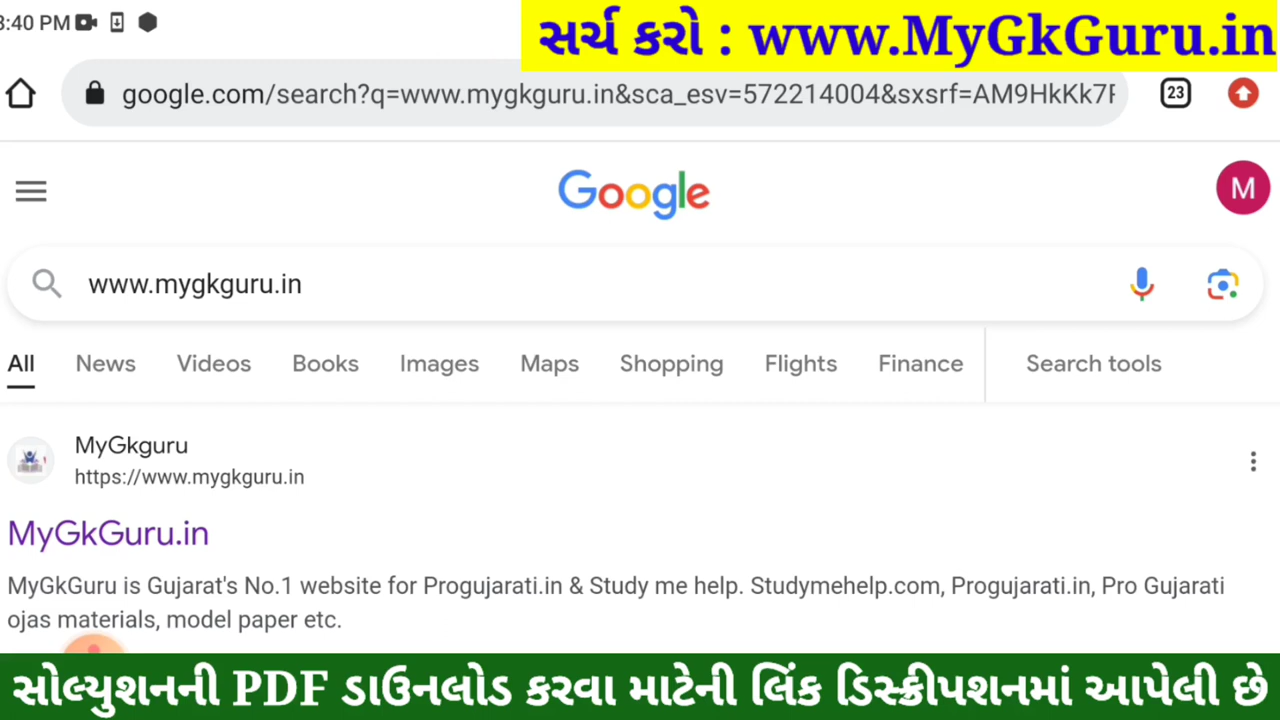 3:40 PM
સર્ચ કરો : www.MyGkGuru.in
google.com/search?q=www.mygkguru.in&sca_esv=572214004&sxsrf=AM9HkKk7F
23
Google
M
www.mygkguru.in
All News Videos Books Images Maps Shopping Flights Finance Search tools
MyGkguru
https://www.mygkguru.in
MyGkGuru.in
MyGkGuru is Gujarat's No.1 website for Progujarati.in & Study me help. Studymehelp.com, Progujarati.in, Pro Gujarati
ojas materials, model paper etc.
સોલ્યુશનની PDF ડાઉનલોડ કરવા માટેની લિંક ડિસ્ક્રીપશનમાં આપેલી છે